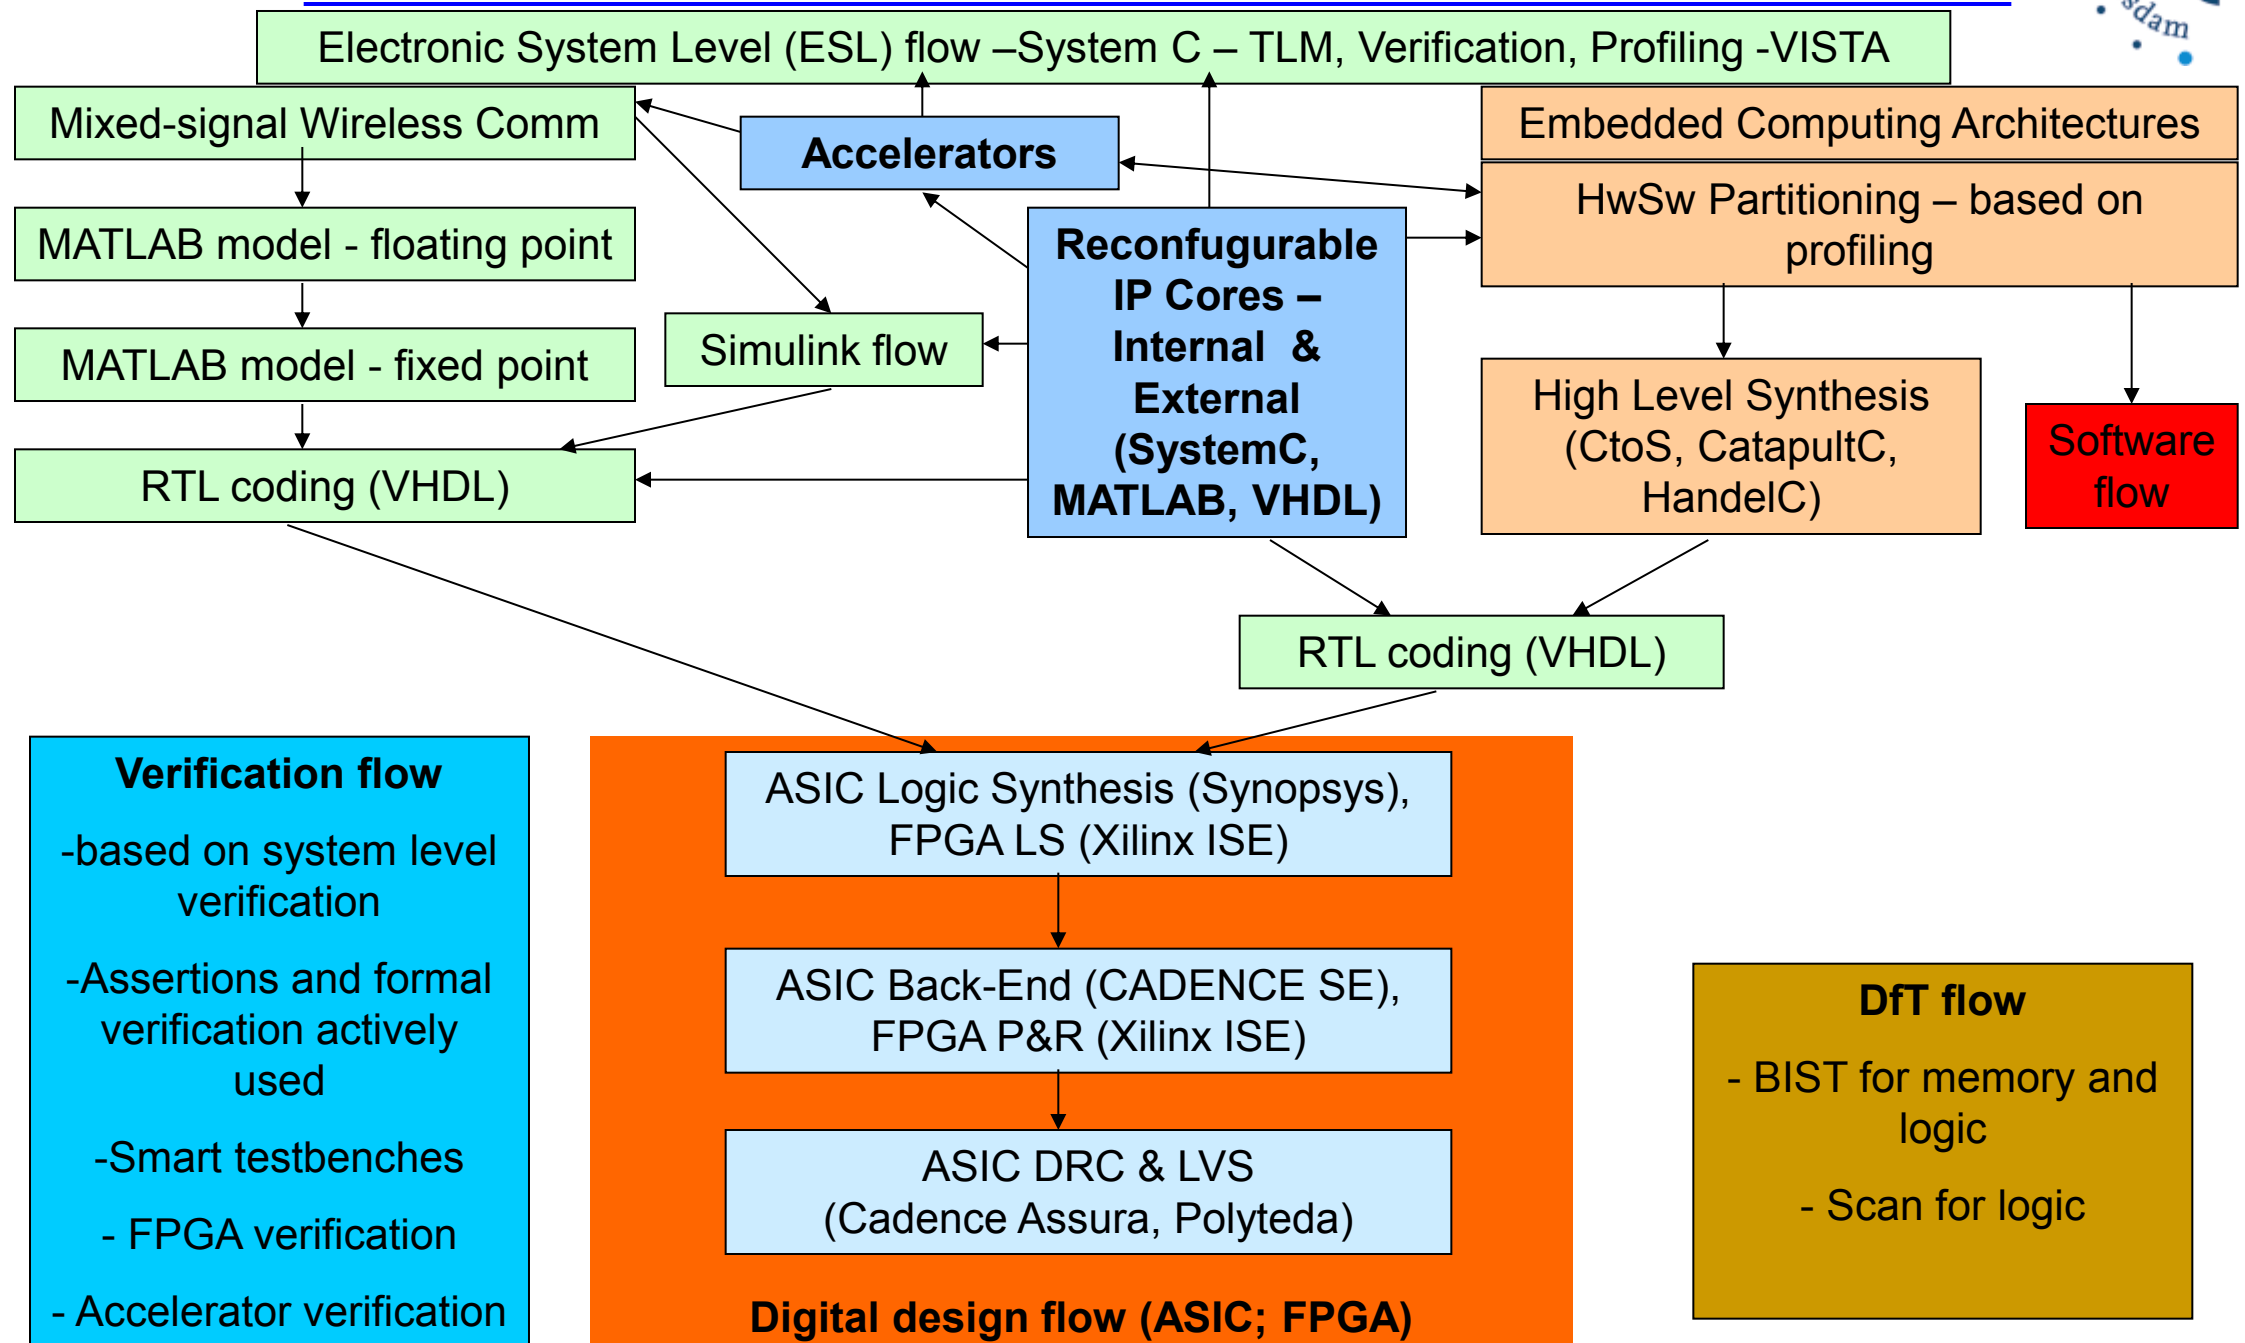 sdam
Electronic System Level (ESL) flow –System C – TLM, Verification, Profiling -VISTA
Mixed-signal Wireless Comm
Accelerators
Embedded Computing Architectures
HwSw Partitioning – based on
profiling
MATLAB model - floating point
Reconfugurable
IP Cores –
Internal & 
External
(SystemC,
MATLAB, VHDL)
MATLAB model - fixed point
Simulink flow
High Level Synthesis
(CtoS, CatapultC,
HandelC)
Software
flow
RTL coding (VHDL)
RTL coding (VHDL)
Verification flow
-based on system level
verification
-Assertions and formal
verification actively
used
-Smart testbenches
- FPGA verification
- Accelerator verification
ASIC Logic Synthesis (Synopsys),
FPGA LS (Xilinx ISE)
ASIC Back-End (CADENCE SE),
FPGA P&R (Xilinx ISE)
ASIC DRC & LVS
(Cadence Assura, Polyteda)
Digital design flow (ASIC; FPGA)
DfT flow
- BIST for memory and
logic
- Scan for logic